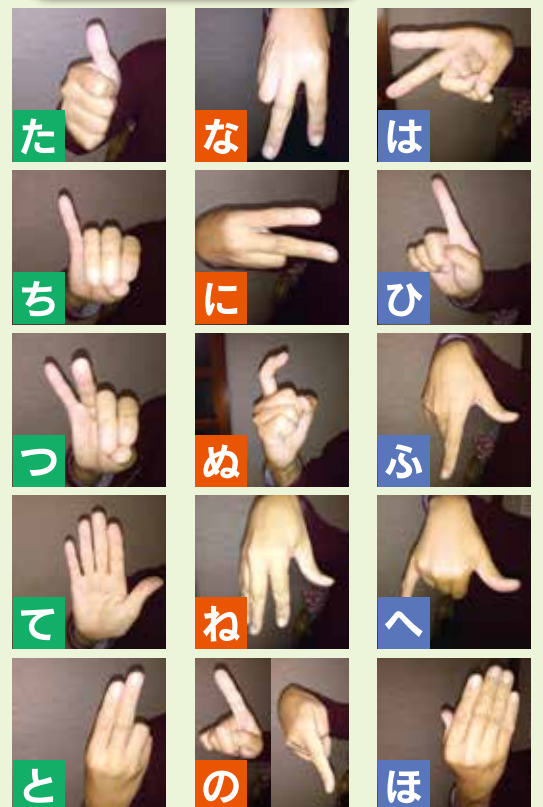 た な は
ち に ひ
つ ぬ ふ
て ね へ
と の ほ